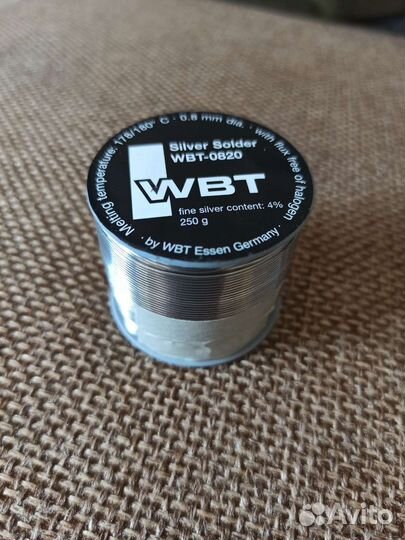 Melting temperature: 178/180° C · 0.8 mm dia. · with flux free of halogen ·
Silver Solder
WBT-0820
WBT
fine silver content: 4%
250 g
· by WBT Essen Germany ·
Avito